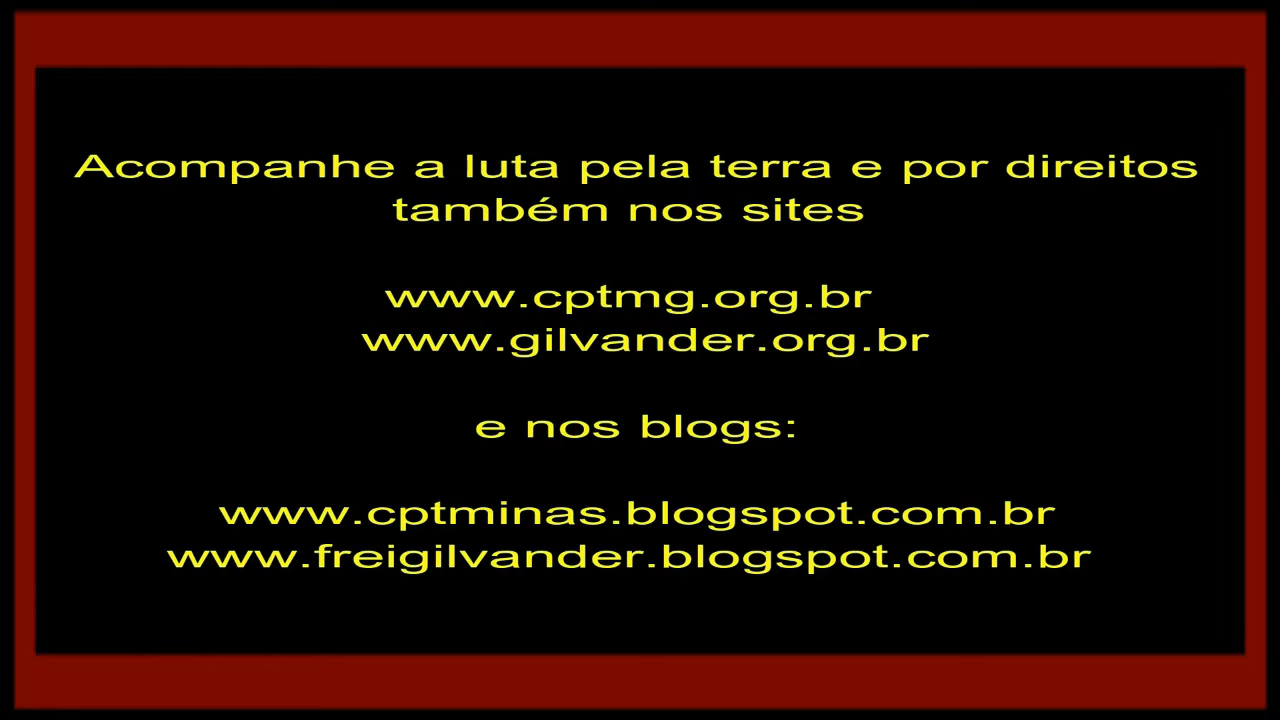 Acompanhe a luta pela terra e por direitos
também nos sites
www.cptmg.org.br
www.gilvander.org.br
e nos blogs:
www.cptminas.blogspot.com.br
www.freigilvander.blogspot.com.br